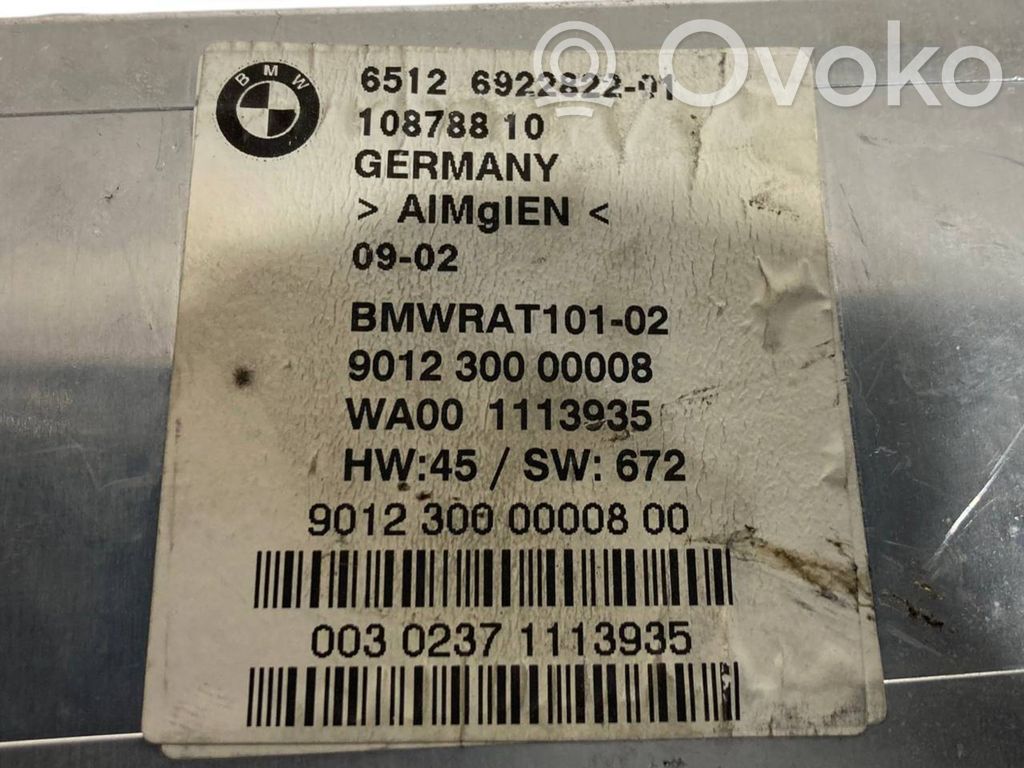 Ovoko
BMW
6512 6922822-01
108788 10
GERMANY
> AlMgIEN <
09-02
BMWRAT101-02
9012 300 00008
WA00 1113935
HW:45 / SW: 672
9012 300 00008 00
003 0237 1113935